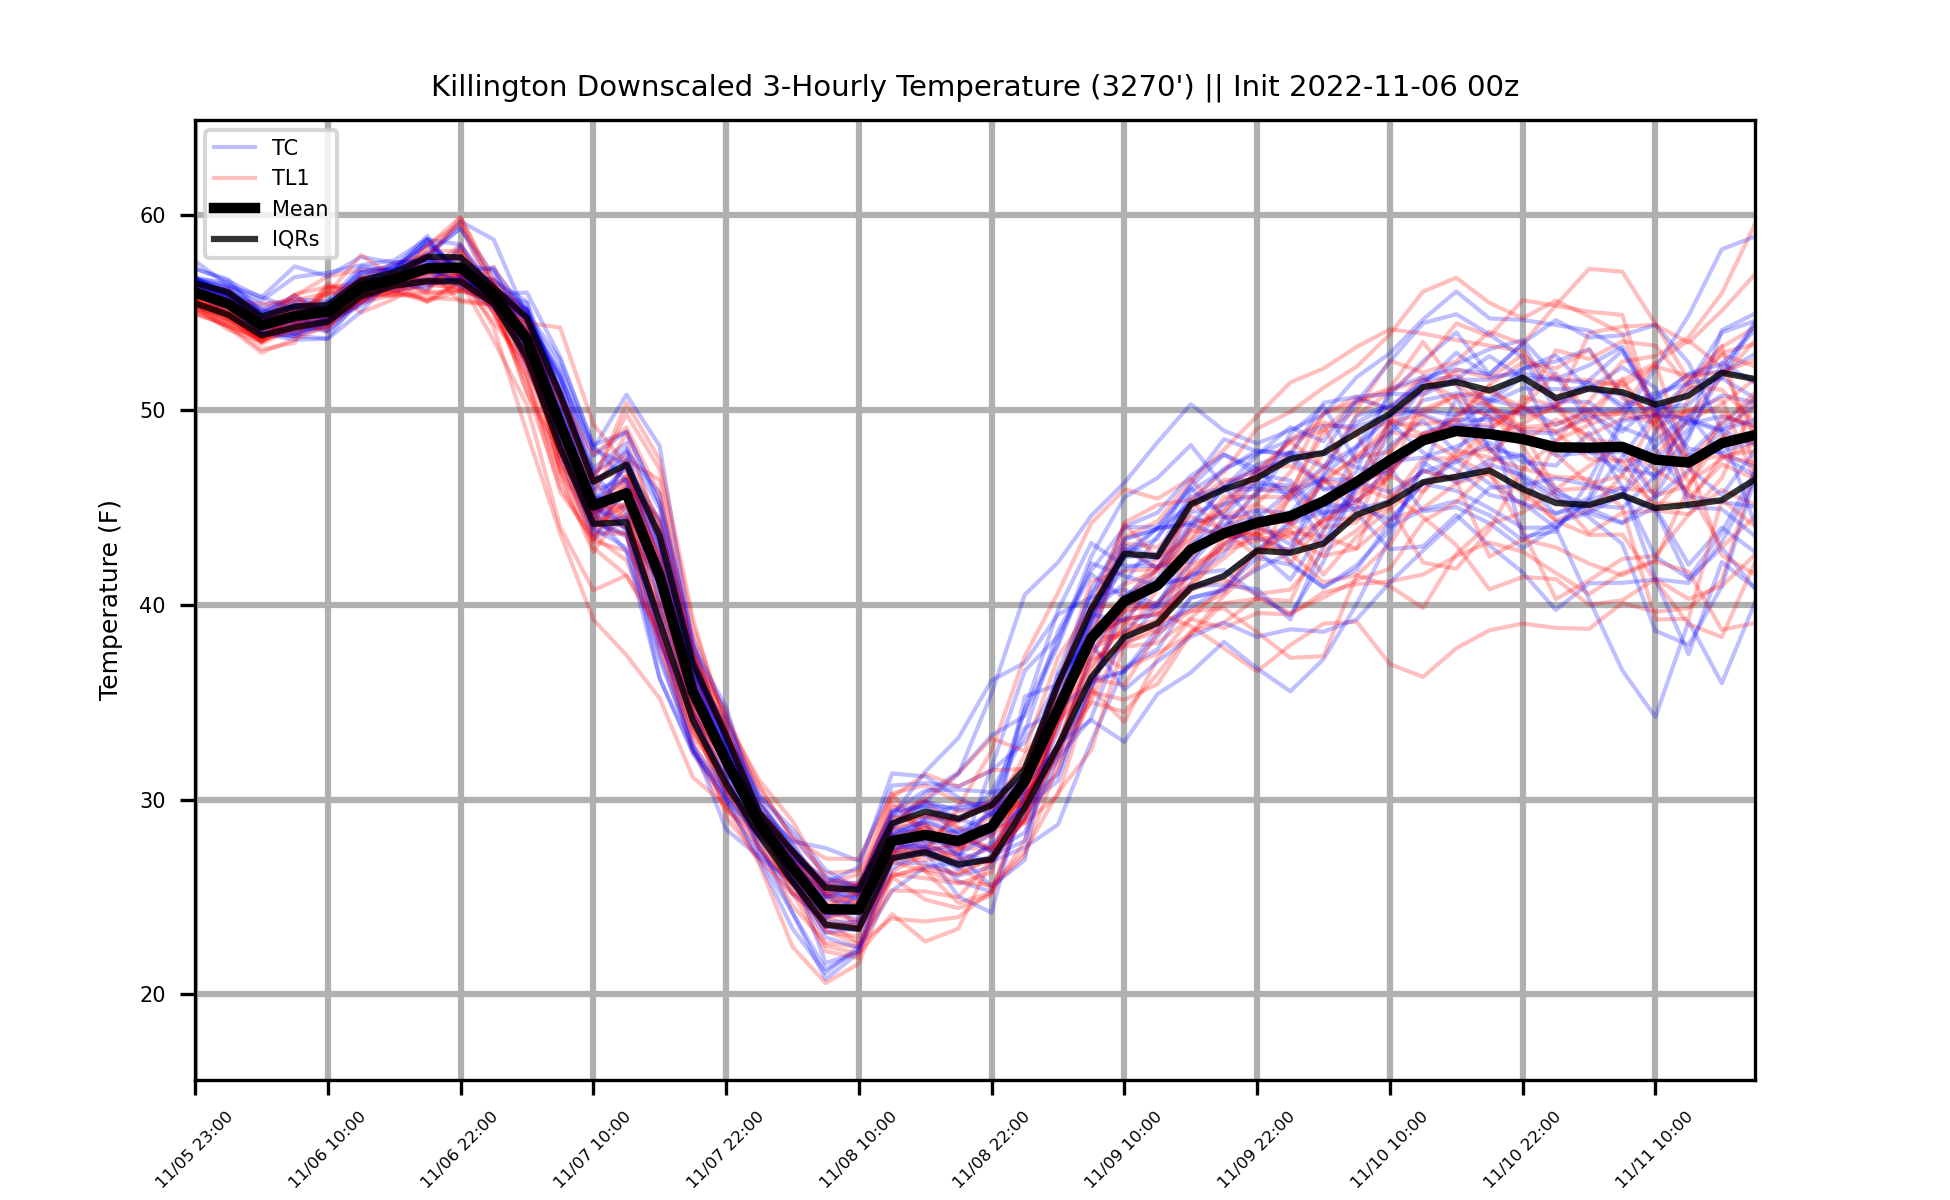 Killington Downscaled 3-Hourly Temperature (3270') || Init 2022-11-06 00z
TC
TL1
Mean
IQRs
Temperature (F)
60
50
40
30
20
11/05 23:00
11/06 10:00
11/06 22:00
11/07 10:00
11/07 22:00
11/08 10:00
11/08 22:00
11/09 10:00
11/09 22:00
11/10 10:00
11/10 22:00
11/11 10:00